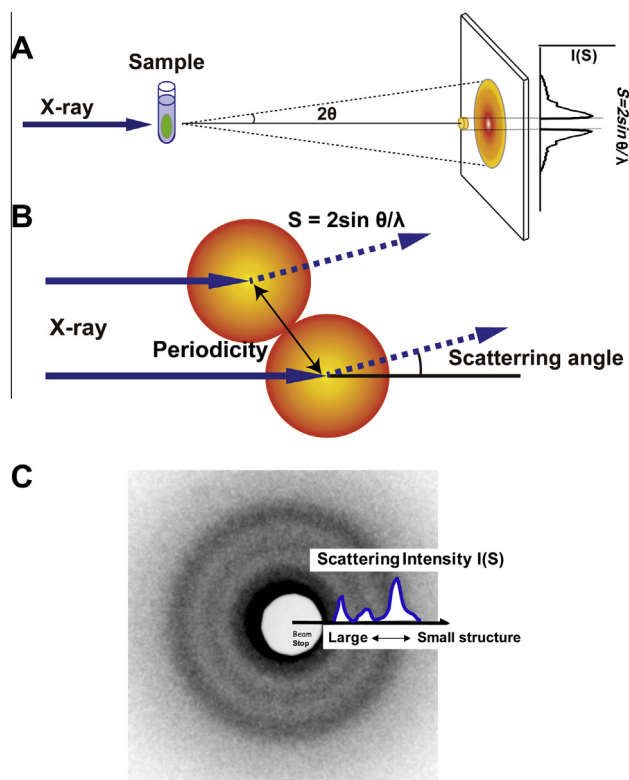 A
Sample
X-ray
2θ
I(S)
S=2sin θ/λ
B
S = 2sin θ/λ
X-ray
Periodicity
Scatterring angle
C
Scattering Intensity I(S)
Beam
Stop
Large
Small structure